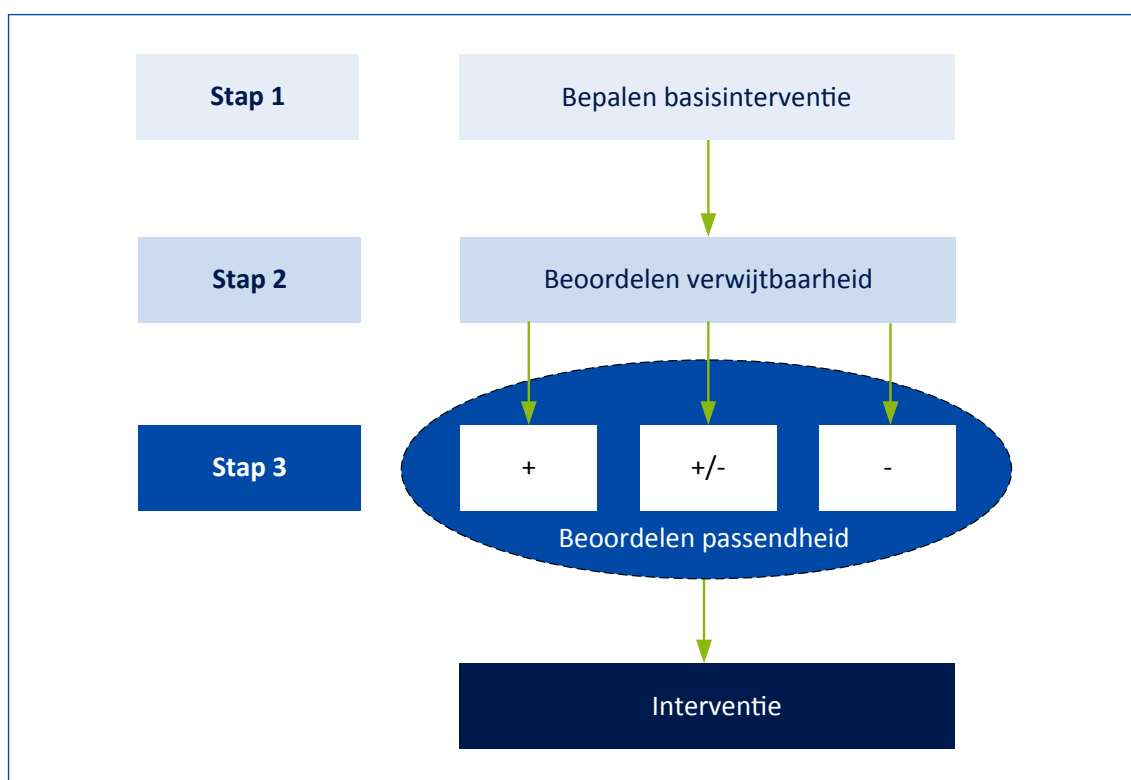 Stap 1
Bepalen basisinterventie
Stap 2
Beoordelen verwijtbaarheid
Stap 3
+
+/-
-
Beoordelen passendheid
Interventie